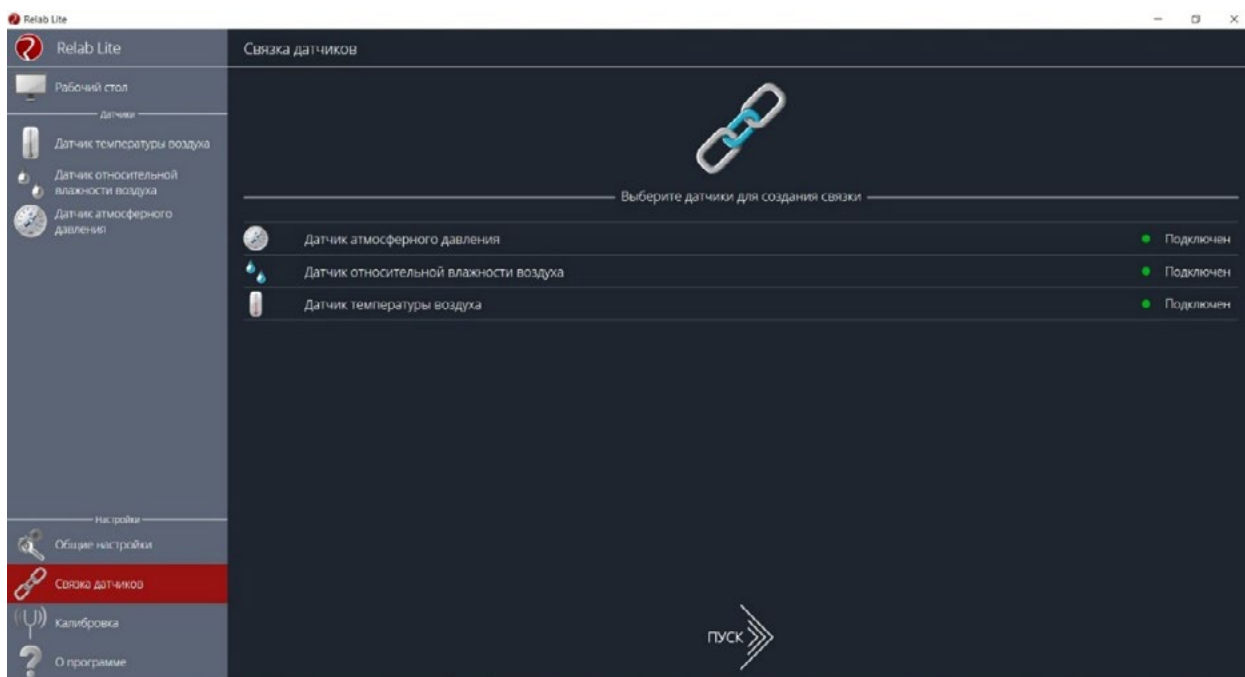 Relab Lite
Relab Lite
Связка датчиков
Рабочий стол
Датчики
Датчик температуры воздуха
Датчик относительной
влажности воздуха
Датчик атмосферного
давления
Выберите датчики для создания связки
Датчик атмосферного давления
Подключен
Датчик относительной влажности воздуха
Подключен
Датчик температуры воздуха
Подключен
Настройки
Общие настройки
Связка датчиков
Калибровка
О программе
ПУСК